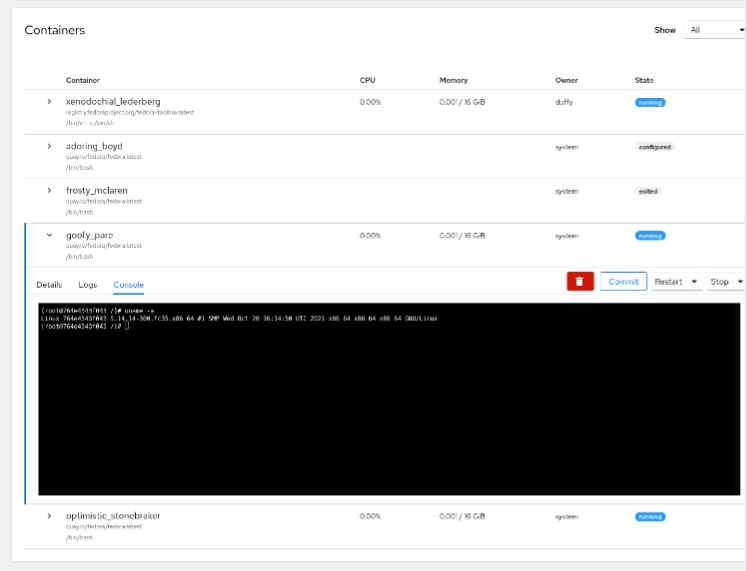 Containers
Show All
Container CPU Memory Owner State
xenodochial_lederberg 0.00% 0.001 / 16 GiB duffy running
registry.fedoraproject.org/fedora-toolbox:latest
/bin/sh -c /bin/sh
adoring_boyd system configured
quay.io/fedora/fedora:latest
/bin/bash
frosty_mclaren system exited
quay.io/fedora/fedora:latest
/bin/bash
goofy_pare 0.00% 0.001 / 16 GiB system running
quay.io/fedora/fedora:latest
/bin/bash
Details Logs Console Commit Restart Stop
[root@764e4343f043 /]# uname -a
Linux 764e4343f043 5.14.14-300.fc35.x86_64 #1 SMP Wed Oct 20 16:14:50 UTC 2021 x86_64 x86_64 x86_64 GNU/Linux
[root@764e4343f043 /]#
optimistic_stonebraker 0.00% 0.001 / 16 GiB system running
quay.io/fedora/fedora:latest
/bin/bash